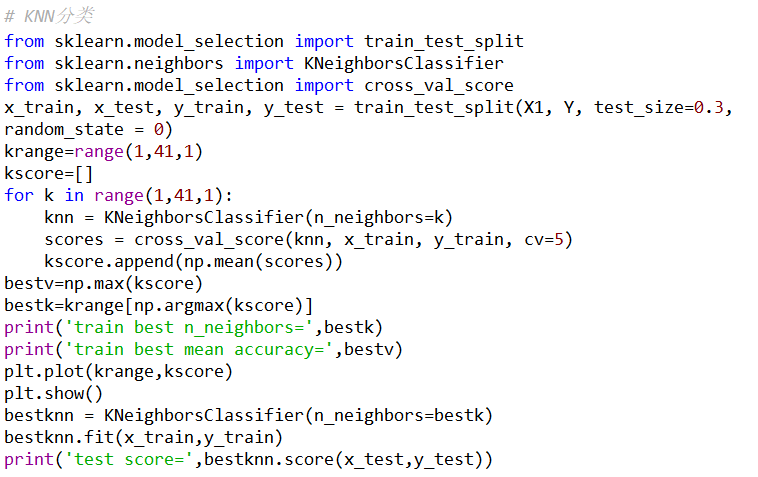 # KNN分类
from sklearn.model_selection import train_test_split
from sklearn.neighbors import KNeighborsClassifier
from sklearn.model_selection import cross_val_score
x_train, x_test, y_train, y_test = train_test_split(X1, Y, test_size=0.3,
random_state = 0)
krange=range(1,41,1)
kscore=[]
for k in range(1,41,1):
    knn = KNeighborsClassifier(n_neighbors=k)
    scores = cross_val_score(knn, x_train, y_train, cv=5)
    kscore.append(np.mean(scores))
bestv=np.max(kscore)
bestk=krange[np.argmax(kscore)]
print('train best n_neighbors=',bestk)
print('train best mean accuracy=',bestv)
plt.plot(krange,kscore)
plt.show()
bestknn = KNeighborsClassifier(n_neighbors=bestk)
bestknn.fit(x_train,y_train)
print('test score=',bestknn.score(x_test,y_test))